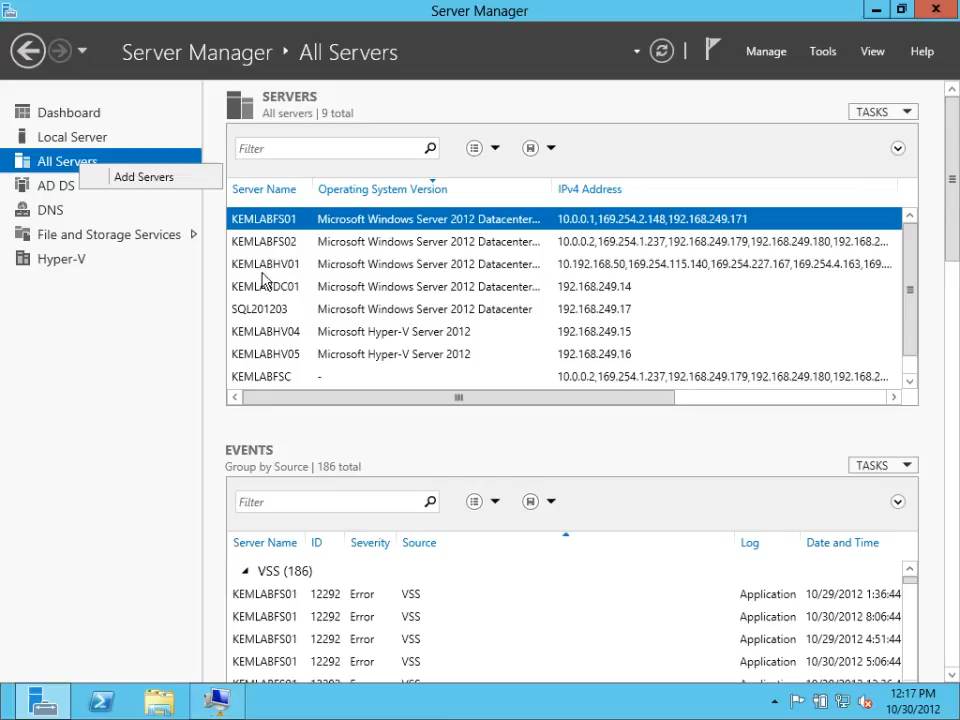 Server Manager
Server Manager ‣ All Servers
Manage Tools View Help
Dashboard
Local Server
All Servers
Add Servers
AD DS
DNS
File and Storage Services
Hyper-V
SERVERS
All servers | 9 total
TASKS
Filter
Server Name Operating System Version IPv4 Address
KEMLABFS01 Microsoft Windows Server 2012 Datacenter... 10.0.0.1,169.254.2.148,192.168.249.171
KEMLABFS02 Microsoft Windows Server 2012 Datacenter... 10.0.0.2,169.254.1.237,192.168.249.179,192.168.249.180,192.168.2...
KEMLABHV01 Microsoft Windows Server 2012 Datacenter... 10.192.168.50,169.254.115.140,169.254.227.167,169.254.4.163,169....
KEMLABDC01 Microsoft Windows Server 2012 Datacenter... 192.168.249.14
SQL201203 Microsoft Windows Server 2012 Datacenter 192.168.249.17
KEMLABHV04 Microsoft Hyper-V Server 2012 192.168.249.15
KEMLABHV05 Microsoft Hyper-V Server 2012 192.168.249.16
KEMLABFSC - 10.0.0.2,169.254.1.237,192.168.249.179,192.168.249.180,192.168.2...
EVENTS
Group by Source | 186 total
TASKS
Filter
Server Name ID Severity Source Log Date and Time
VSS (186)
KEMLABFS01 12292 Error VSS Application 10/29/2012 1:36:44
KEMLABFS01 12292 Error VSS Application 10/30/2012 8:06:44
KEMLABFS01 12292 Error VSS Application 10/29/2012 4:51:44
KEMLABFS01 12292 Error VSS Application 10/30/2012 5:06:44
12:17 PM
10/30/2012